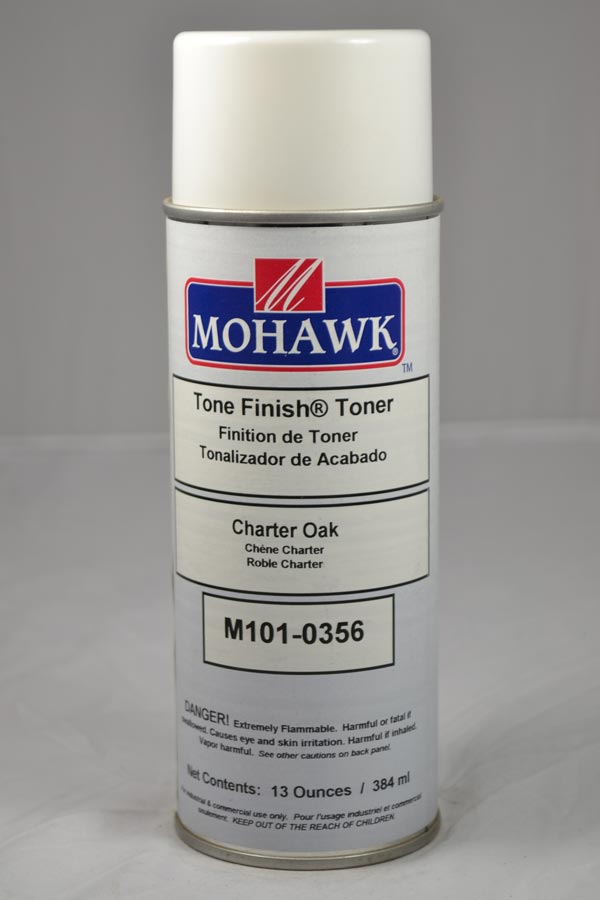 M
MOHAWK®
TM
Tone Finish® Toner
Finition de Toner
Tonalizador de Acabado
Charter Oak
Chêne Charter
Roble Charter
M101-0356
DANGER! Extremely Flammable. Harmful or fatal if
swallowed. Causes eye and skin irritation. Harmful if inhaled.
Vapor harmful. See other cautions on back panel.
Net Contents: 13 Ounces / 384 ml
For industrial & commercial use only. Pour l'usage industriel et commercial
seulement. KEEP OUT OF THE REACH OF CHILDREN.